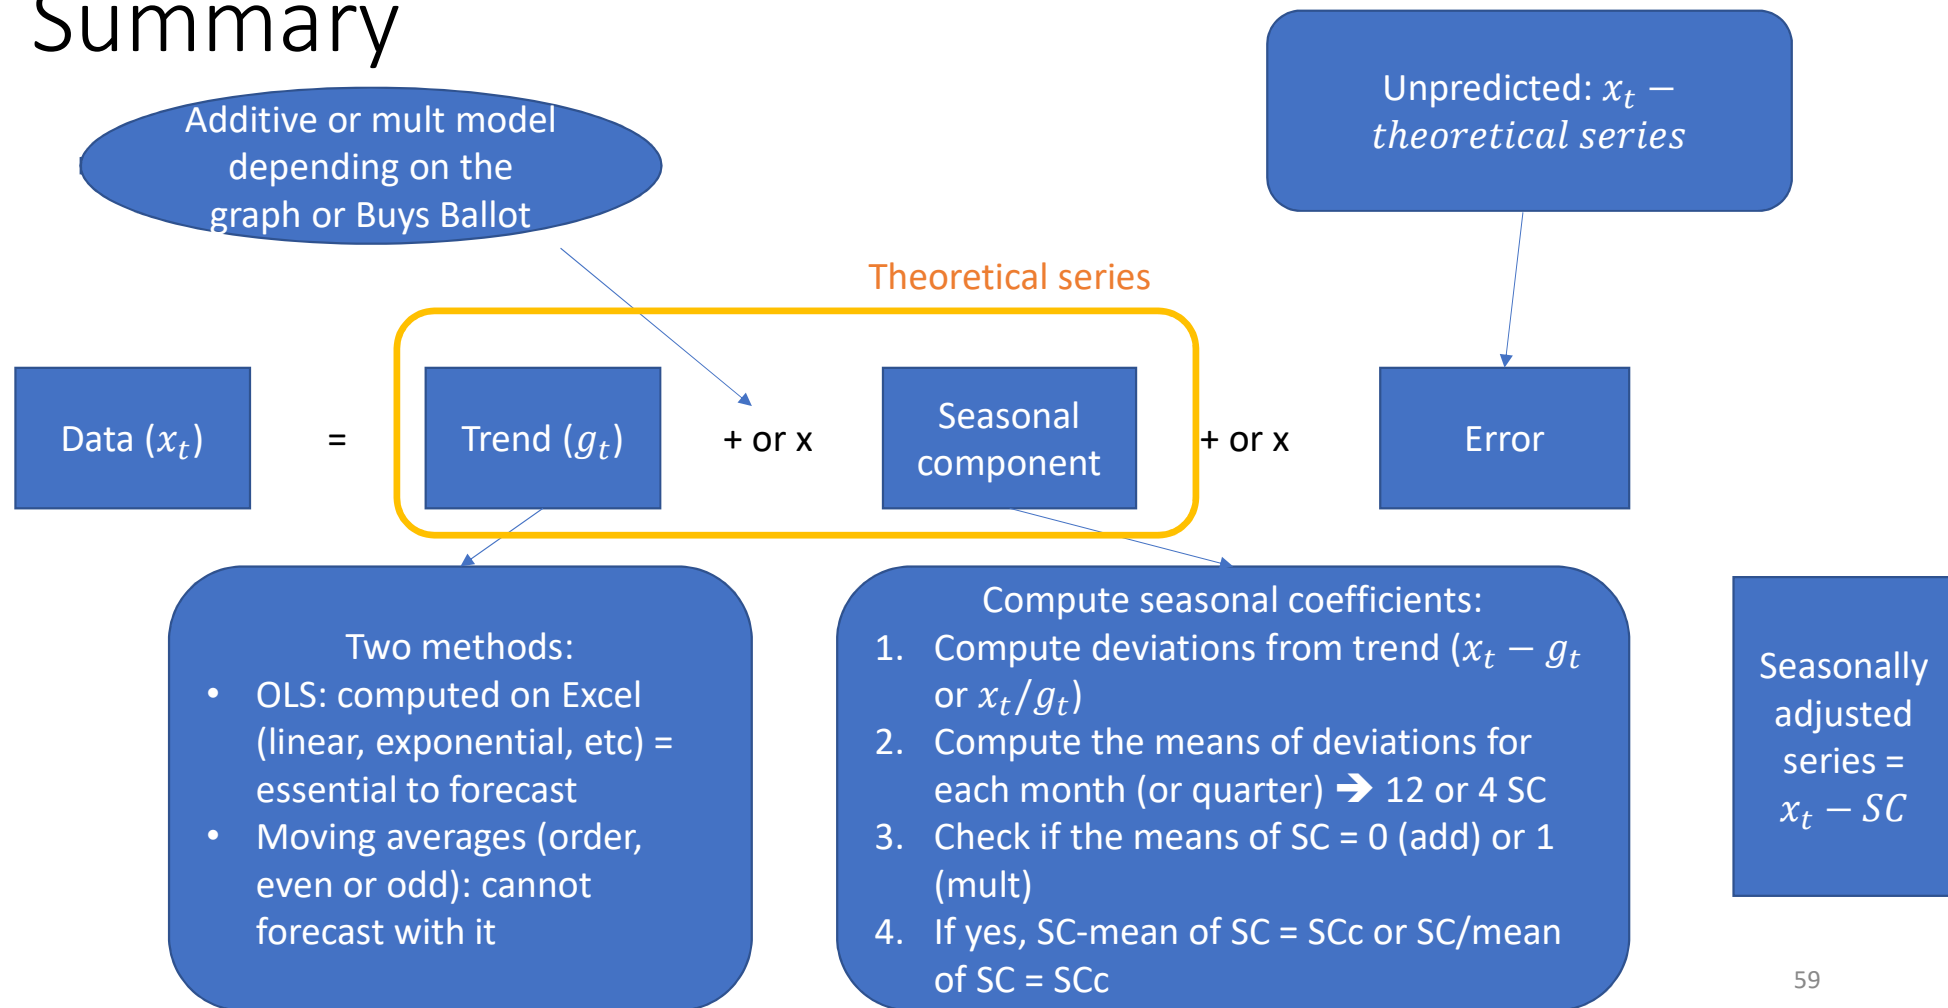 Summary
Additive or mult model
depending on the
graph or Buys Ballot
Unpredicted: 𝑥𝑡 −
𝑡ℎ𝑒𝑜𝑟𝑒𝑡𝑖𝑐𝑎𝑙 𝑠𝑒𝑟𝑖𝑒𝑠
Theoretical series
Data (𝑥𝑡)
=
Trend (𝑔𝑡)
+ or x
Seasonal
component
+ or x
Error
Two methods:
• OLS: computed on Excel
(linear, exponential, etc) =
essential to forecast
• Moving averages (order,
even or odd): cannot
forecast with it
Compute seasonal coefficients:
1. Compute deviations from trend (𝑥𝑡 − 𝑔𝑡
or 𝑥𝑡/𝑔𝑡)
2. Compute the means of deviations for
each month (or quarter) ➔ 12 or 4 SC
3. Check if the means of SC = 0 (add) or 1
(mult)
4. If yes, SC-mean of SC = SCc or SC/mean
of SC = SCc
Seasonally
adjusted
series =
𝑥𝑡 − 𝑆𝐶
59